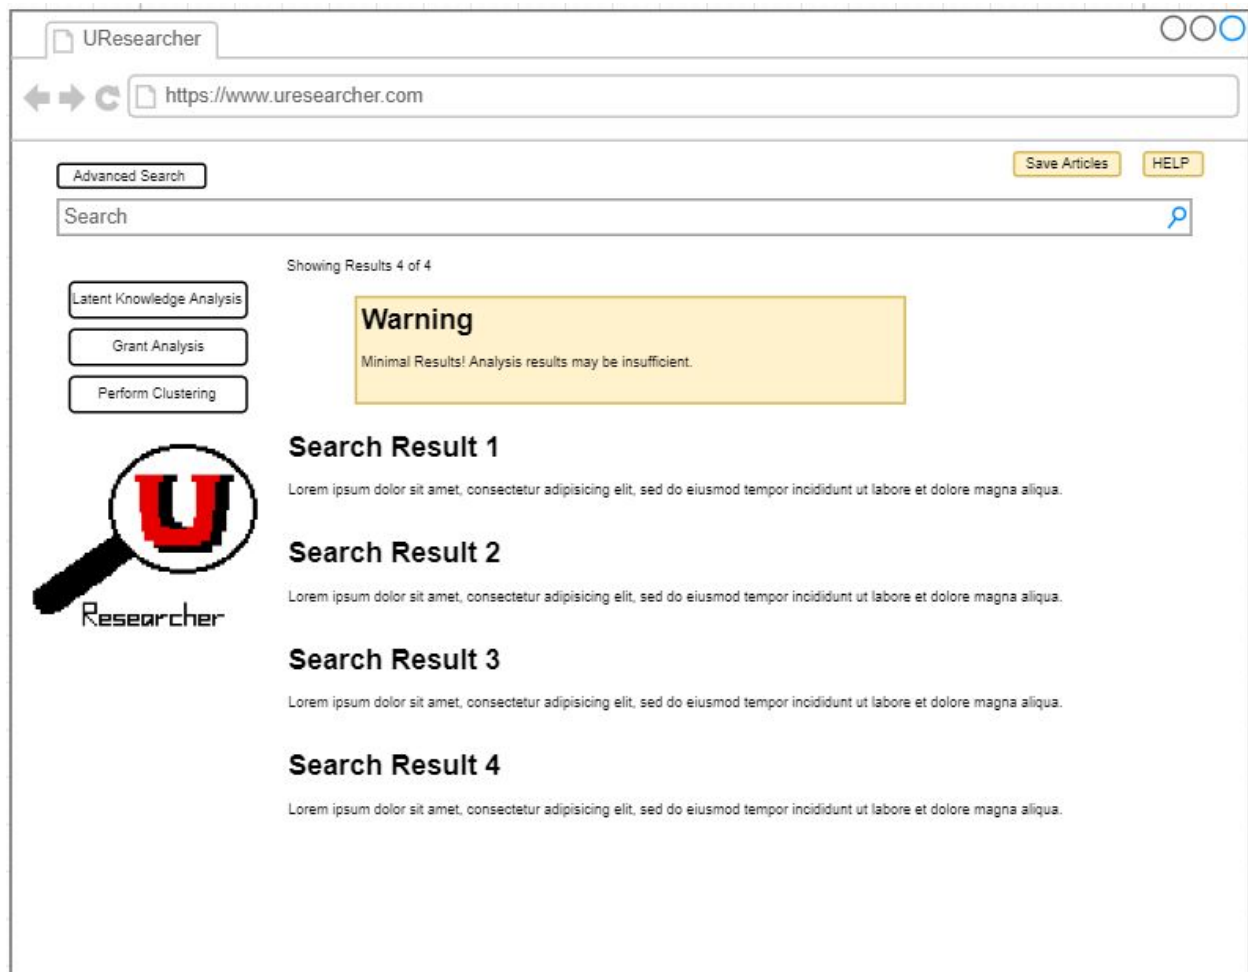 UResearcher
https://www.uresearcher.com
Advanced Search
Save Articles
HELP
Search
Showing Results 4 of 4
Latent Knowledge Analysis
Grant Analysis
Perform Clustering
Warning
Minimal Results! Analysis results may be insufficient.
U
Researcher
Search Result 1
Lorem ipsum dolor sit amet, consectetur adipisicing elit, sed do eiusmod tempor incididunt ut labore et dolore magna aliqua.
Search Result 2
Lorem ipsum dolor sit amet, consectetur adipisicing elit, sed do eiusmod tempor incididunt ut labore et dolore magna aliqua.
Search Result 3
Lorem ipsum dolor sit amet, consectetur adipisicing elit, sed do eiusmod tempor incididunt ut labore et dolore magna aliqua.
Search Result 4
Lorem ipsum dolor sit amet, consectetur adipisicing elit, sed do eiusmod tempor incididunt ut labore et dolore magna aliqua.